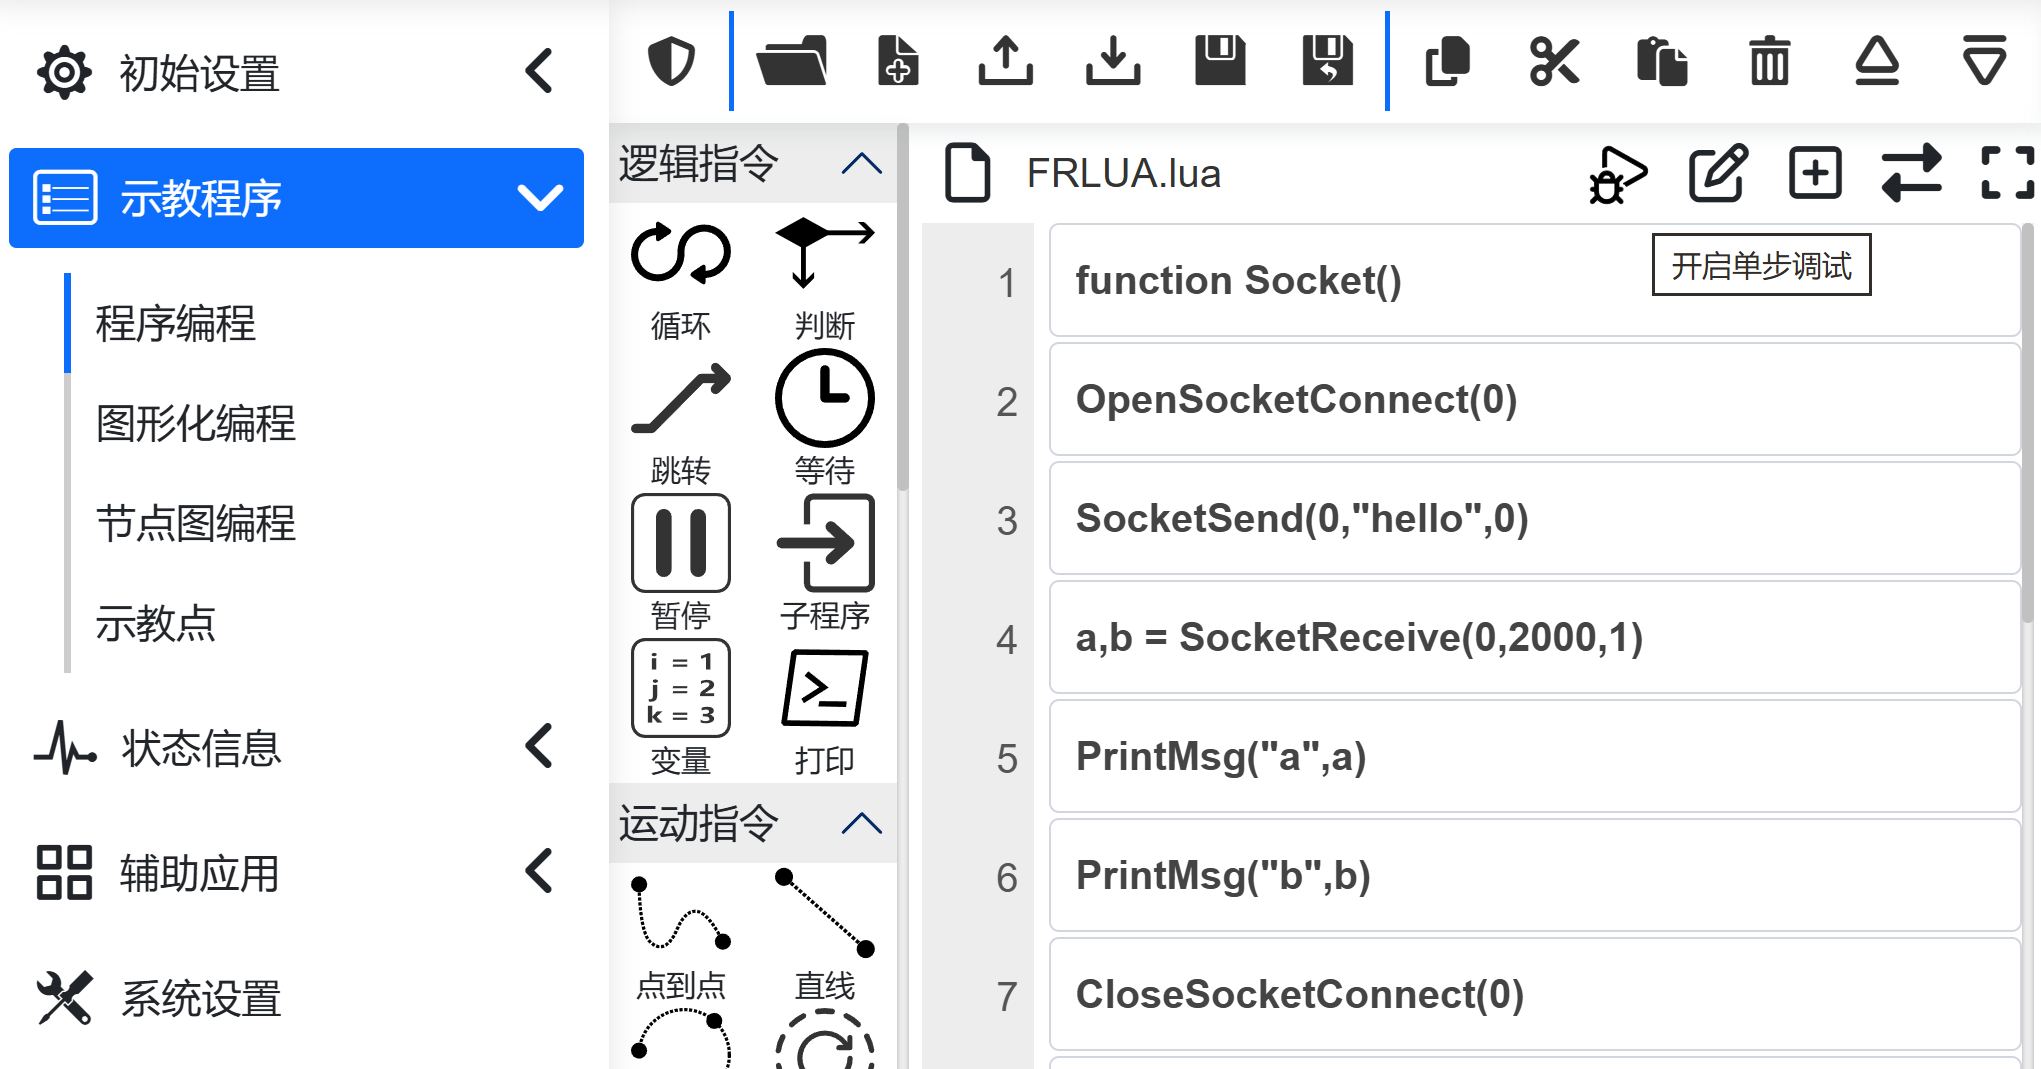 初始设置
示教程序
程序编程
图形化编程
节点图编程
示教点
状态信息
辅助应用
系统设置
逻辑指令
循环
判断
跳转
等待
暂停
子程序
i = 1
j = 2
k = 3
变量
打印
运动指令
点到点
直线
FRLUA.lua
开启单步调试
1 function Socket()
2 OpenSocketConnect(0)
3 SocketSend(0,"hello",0)
4 a,b = SocketReceive(0,2000,1)
5 PrintMsg("a",a)
6 PrintMsg("b",b)
7 CloseSocketConnect(0)